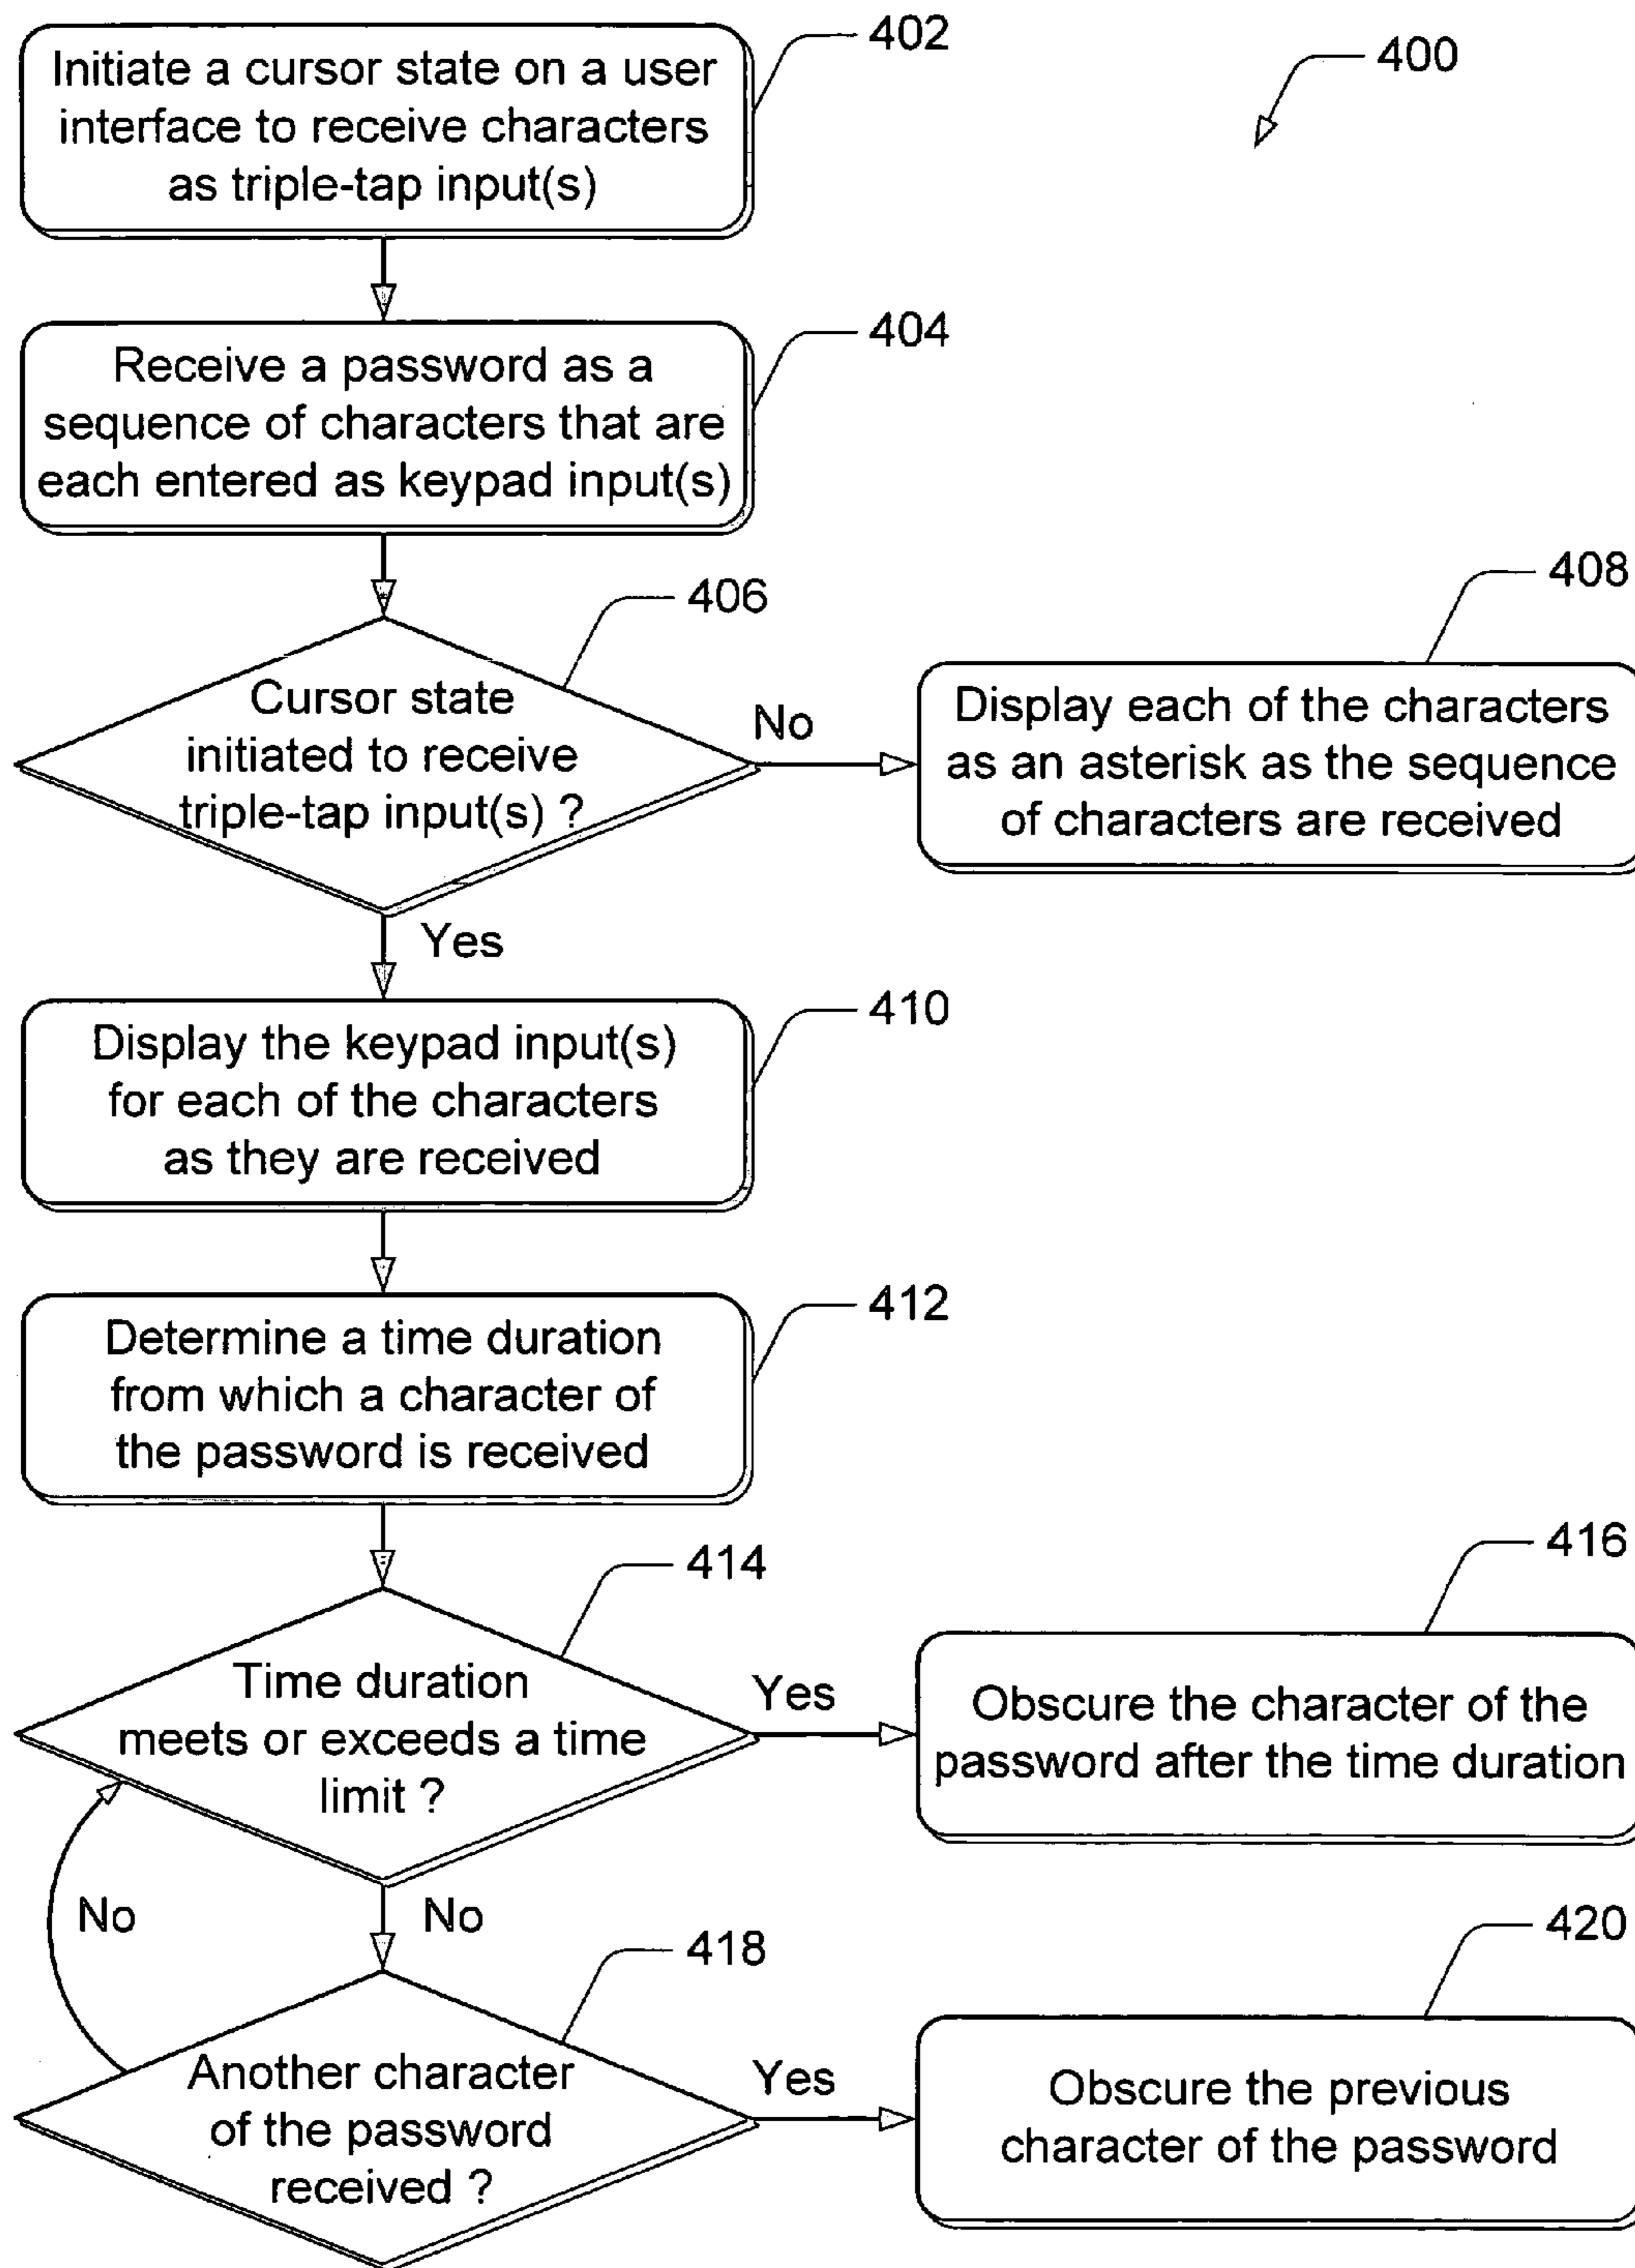 402
400
Initiate a cursor state on a user
interface to receive characters
as triple-tap input(s)
404
Receive a password as a
sequence of characters that are
each entered as keypad input(s)
406
408
Cursor state
initiated to receive
triple-tap input(s) ?
No
Display each of the characters
as an asterisk as the sequence
of characters are received
Yes
410
Display the keypad input(s)
for each of the characters
as they are received
412
Determine a time duration
from which a character of
the password is received
414
416
Time duration
meets or exceeds a time
limit ?
Yes
Obscure the character of the
password after the time duration
No
No
418
420
Another character
of the password
received ?
Yes
Obscure the previous
character of the password